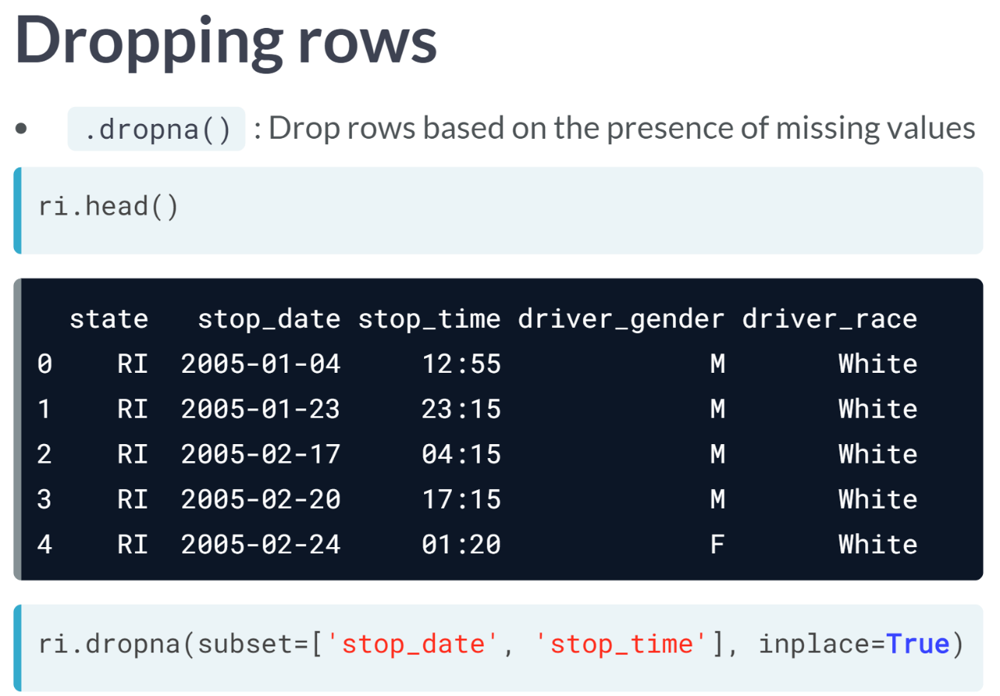 Dropping rows
• .dropna() : Drop rows based on the presence of missing values
ri.head()
  state   stop_date stop_time driver_gender driver_race
0    RI  2005-01-04     12:55             M       White
1    RI  2005-01-23     23:15             M       White
2    RI  2005-02-17     04:15             M       White
3    RI  2005-02-20     17:15             M       White
4    RI  2005-02-24     01:20             F       White
ri.dropna(subset=['stop_date', 'stop_time'], inplace=True)